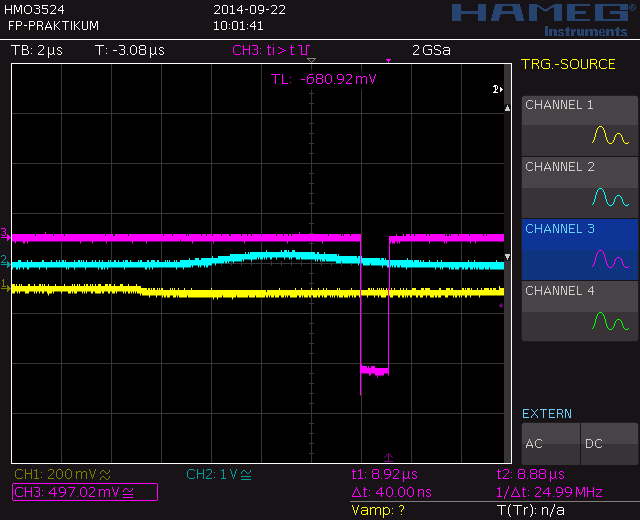 HMO3524
FP-PRAKTIKUM
2014-09-22
10:01:41
HAMEG
Instruments
TB: 2µs T: -3.08µs CH3: ti>t 2GSa
TRG.-SOURCE
TL: -680.92mV
CHANNEL 1
CHANNEL 2
CHANNEL 3
CHANNEL 4
3
2
1
EXTERN
AC DC
CH1: 200mV CH2: 1V t1: 8.92µs t2: 8.88µs
CH3: 497.02mV Δt: 40.00ns 1/Δt: 24.99MHz
Vamp: ? T(Tr): n/a